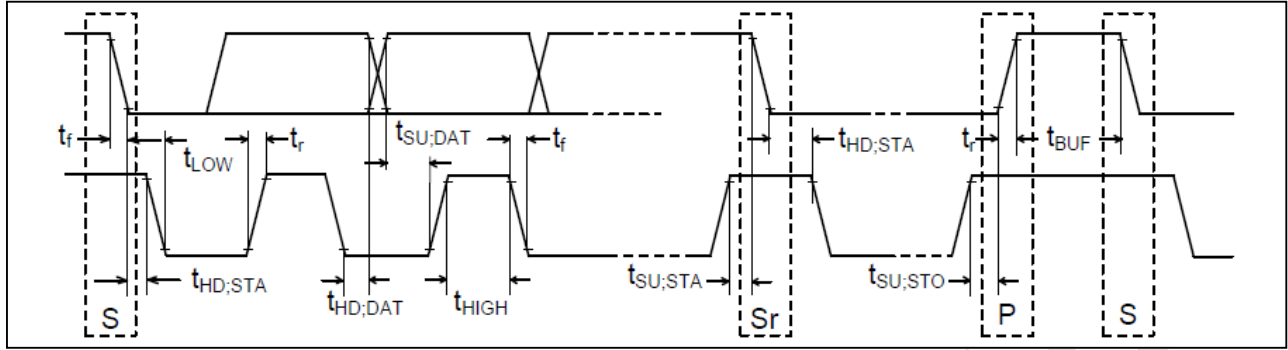 t_f
t_LOW
t_r
t_SU;DAT
t_f
t_HD;STA
t_r
t_BUF
t_HD;STA
t_HD;DAT
t_HIGH
t_SU;STA
t_SU;STO
S
Sr
P
S